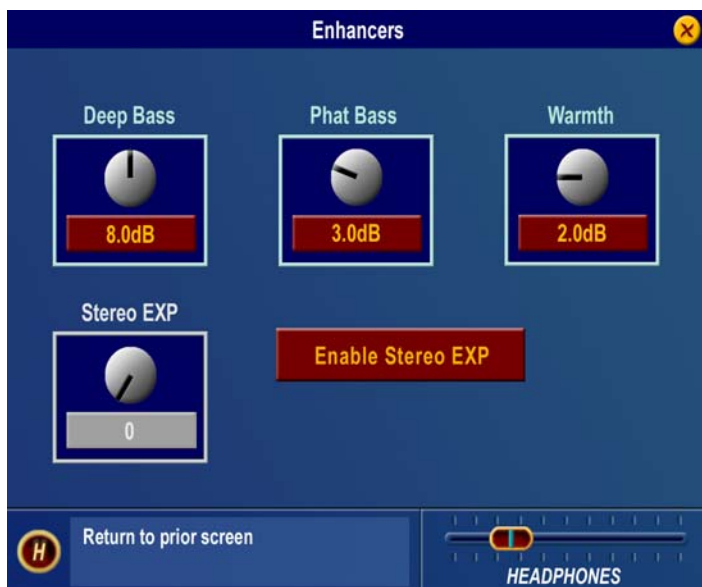 Enhancers
Deep Bass
Phat Bass
Warmth
8.0dB
3.0dB
2.0dB
Stereo EXP
Enable Stereo EXP
0
H
Return to prior screen
HEADPHONES